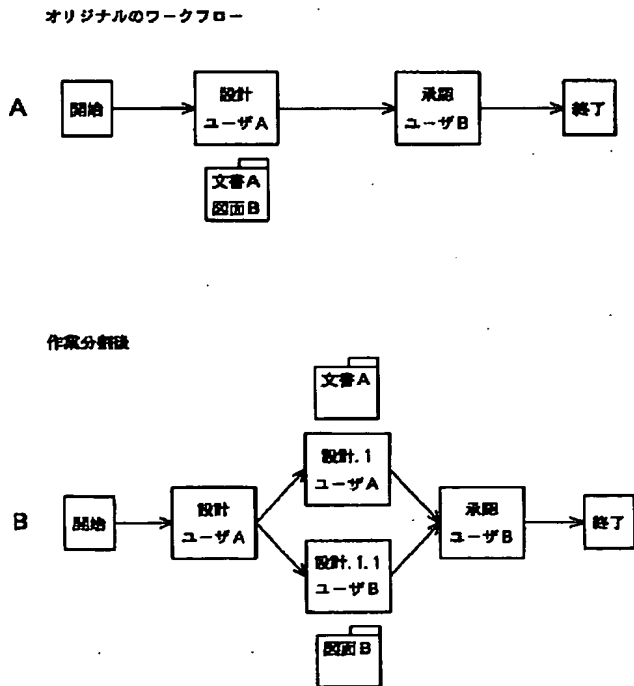 オリジナルのワークフロー
A
開始
設計
ユーザA
承認
ユーザB
終了
文書A
図面B
作業分割後
文書A
設計.1
ユーザA
B
開始
設計
ユーザA
承認
ユーザB
終了
設計.1.1
ユーザB
図面B